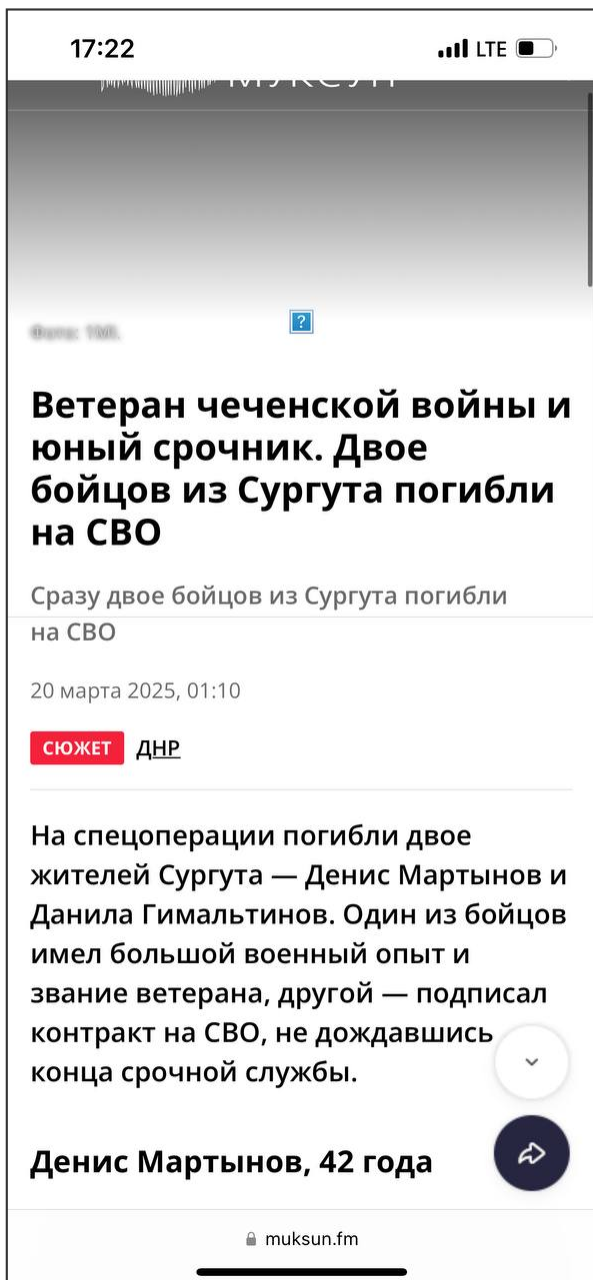 17:22
LTE
Ветеран чеченской войны и
юный срочник. Двое
бойцов из Сургута погибли
на СВО
Сразу двое бойцов из Сургута погибли
на СВО
20 марта 2025, 01:10
СЮЖЕТ ДНР
На спецоперации погибли двое
жителей Сургута — Денис Мартынов и
Данила Гимальтинов. Один из бойцов
имел большой военный опыт и
звание ветерана, другой — подписал
контракт на СВО, не дождавшись
конца срочной службы.
Денис Мартынов, 42 года
muksun.fm